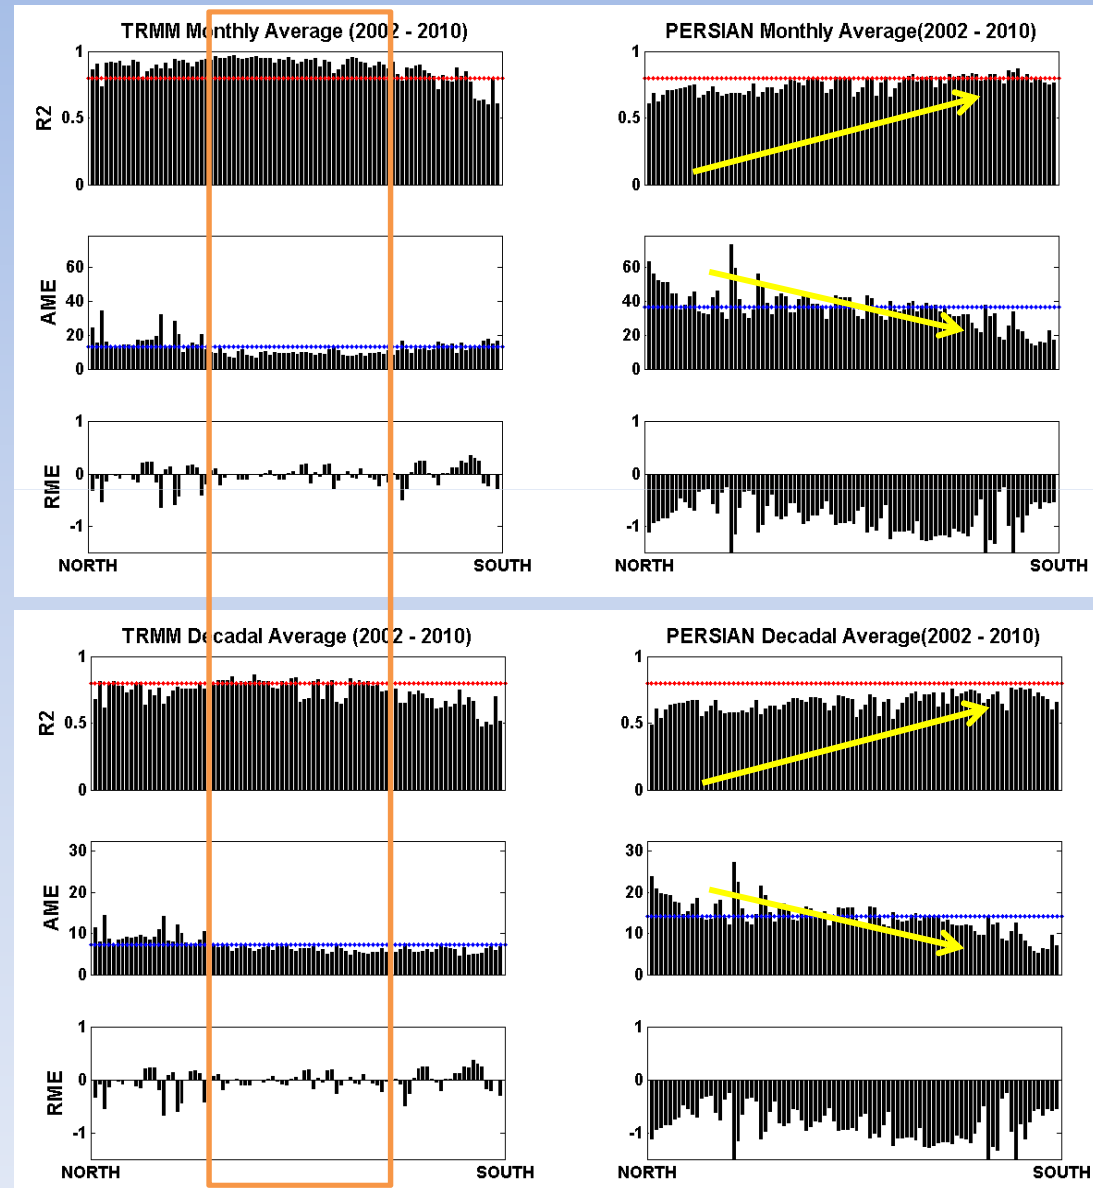 TRMM Monthly Average (2002 - 2010)
PERSIAN Monthly Average(2002 - 2010)
1
0.5
0
R2
1
0.5
0
60
40
20
0
AME
60
40
20
0
1
0
-1
RME
1
0
-1
NORTH SOUTH
NORTH SOUTH
TRMM Decadal Average (2002 - 2010)
PERSIAN Decadal Average(2002 - 2010)
1
0.5
0
R2
1
0.5
0
30
20
10
0
AME
30
20
10
0
1
0
-1
RME
1
0
-1
NORTH SOUTH
NORTH SOUTH